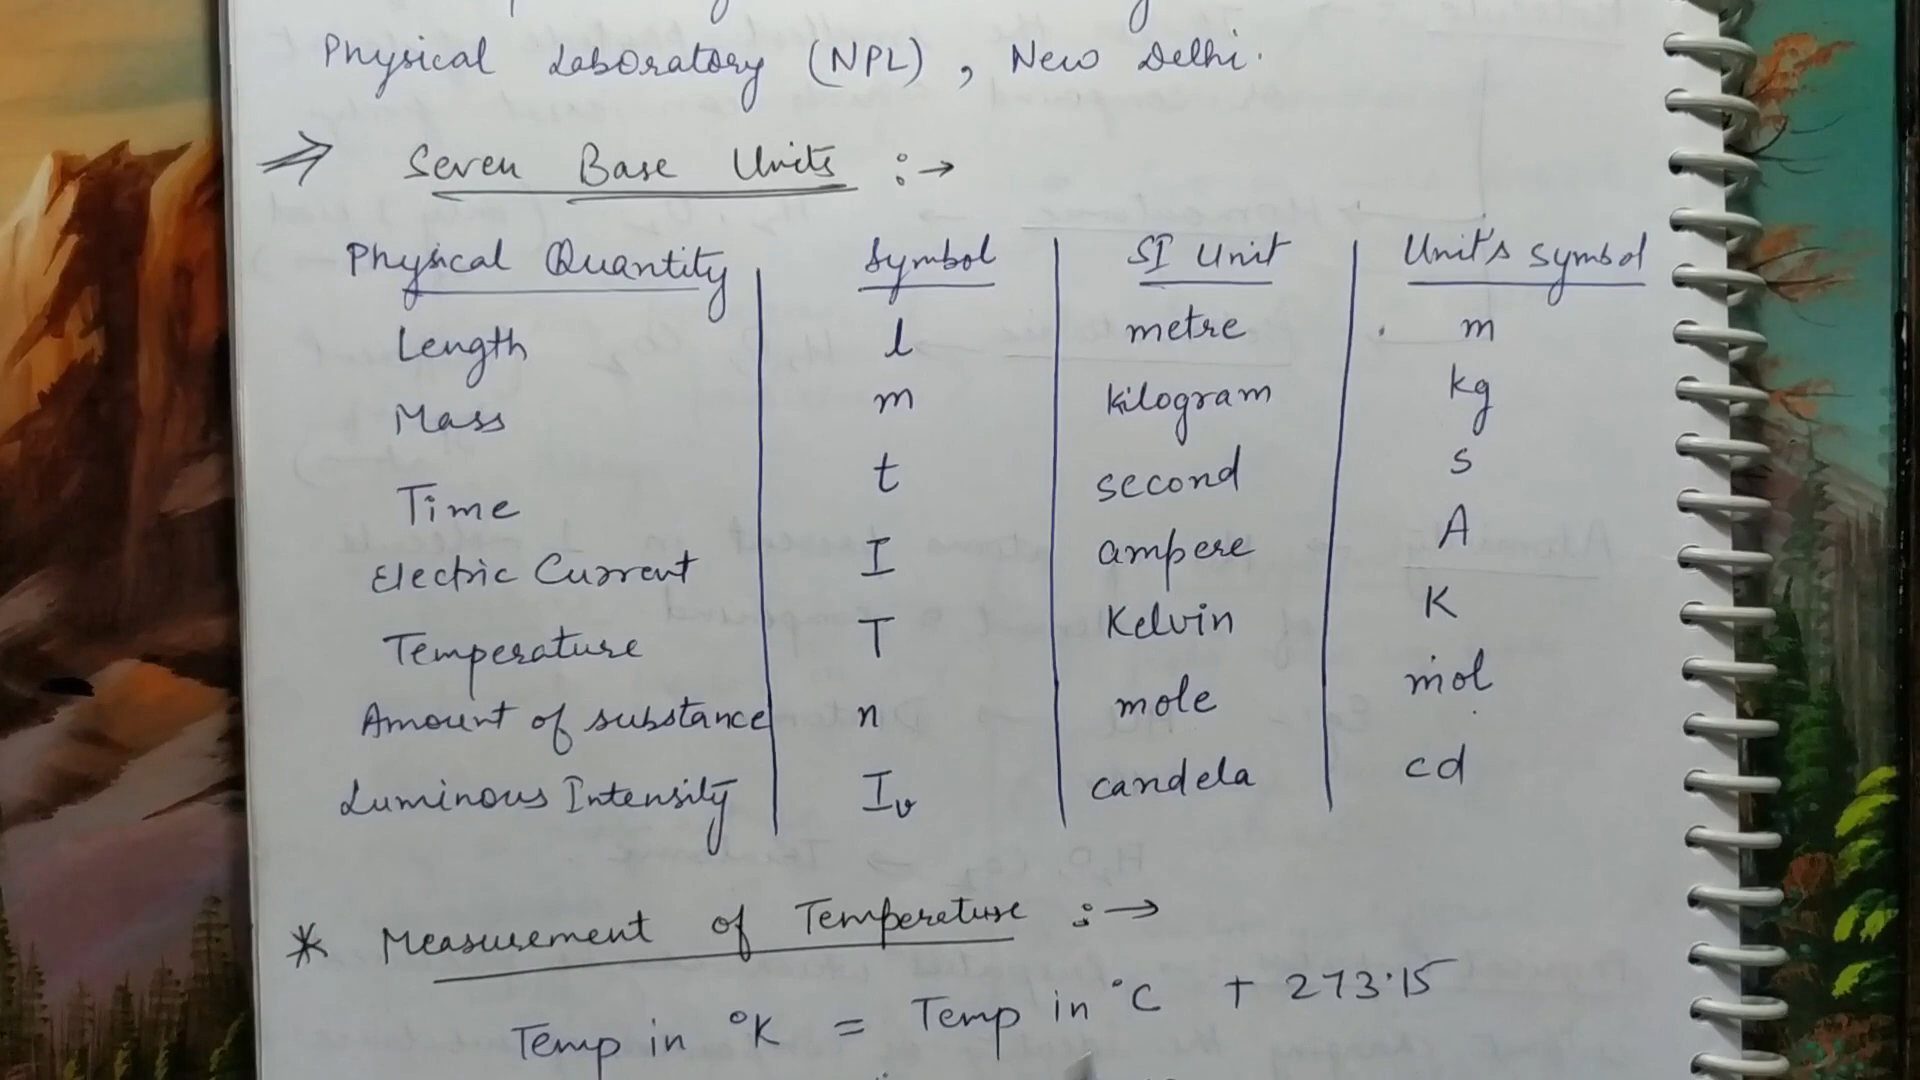 Physical Laboratory (NPL), New Delhi.
⇒ Seven Base Units :→
Physical Quantity | Symbol | SI Unit | Unit's symbol
Length | l | metre | m
Mass | m | kilogram | kg
Time | t | second | s
Electric Current | I | ampere | A
Temperature | T | Kelvin | K
Amount of substance | n | mole | mol
Luminous Intensity | Iv | candela | cd
* Measurement of Temperature :→
Temp in °K = Temp in °C + 273.15